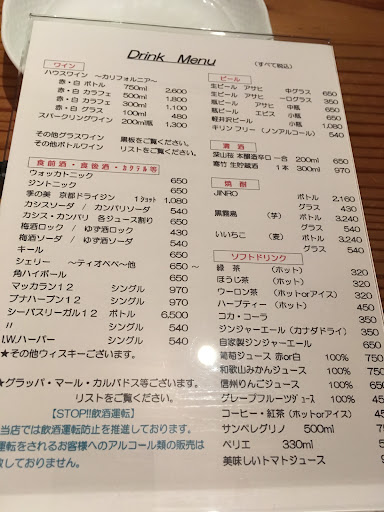 Drink Menu
(すべて税込)
ワイン
ハウスワイン ～カリフォルニア～
赤・白 ボトル 750ml 2,600
赤・白 カラフェ 500ml 1,800
赤・白 カラフェ 300ml 1,100
赤・白 グラス 650
スパークリングワイン 200ml瓶 1,300
その他グラスワイン 黒板をご覧ください。
その他ボトルワイン リストをご覧ください。
食前酒・食後酒・カクテル等
ウォッカトニック 650
ジントニック 650
季の美 京都ドライジン 1ショット 1,080
カシスソーダ / カンパリソーダ 540
カシス・カンパリ 各ジュース割り 650
梅酒ロック / ゆず酒ロック 430
梅酒ソーダ / ゆず酒ソーダ 540
キール 540
シェリー ～ティオペペ～他 650
角ハイボール 650
マッカラン12 シングル 970
ブナハーブン12 シングル 970
シーバスリーガル12 ボトル 6,500
〃 シングル 540
I.W.ハーパー シングル 540
★その他ウィスキーございます。
★グラッパ・マール・カルバドス等ございます。
リストをご覧ください。
【STOP!!飲酒運転】
当店では飲酒運転防止を推進しております。
運転をされるお客様へのアルコール類の販売は
しておりません。
ビール
生ビール アサヒ 中グラス 650
生ビール アサヒ 一口グラス 350
瓶ビール アサヒ 中瓶 650
瓶ビール エビス 小瓶 650
軽井沢ビール 小瓶 1,080
キリン フリー (ノンアルコール) 540
清酒
深山桜 本醸造辛口 一合 200ml 650
寒竹 生貯蔵酒 1本 300ml 970
焼酎
JINRO ボトル 2,160
グラス 430
黒霧島 (芋) ボトル 3,240
グラス 540
いいちこ (麦) ボトル 3,240
グラス 540
ソフトドリンク
緑茶 (ホット) 320
ほうじ茶 (ホット) 320
ウーロン茶 (ホットorアイス) 320
ハーブティー (ホット)
コカ・コーラ
ジンジャーエール (カナダドライ)
自家製ジンジャーエール
葡萄ジュース 赤or白 100% 750
和歌山みかんジュース 100%
信州りんごジュース 100%
グレープフルーツジュース 100%
コーヒー・紅茶 (ホットorアイス)
サンペレグリノ 500ml
ペリエ 330ml
美味しいトマトジュース